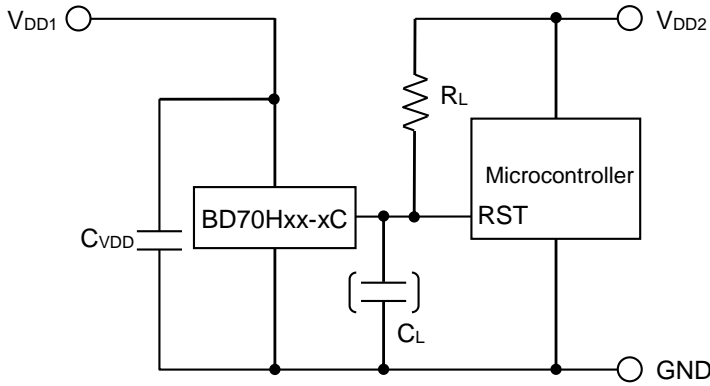 VDD1
VDD2
RL
Microcontroller
BD70Hxx-xC
RST
CVDD
CL
GND